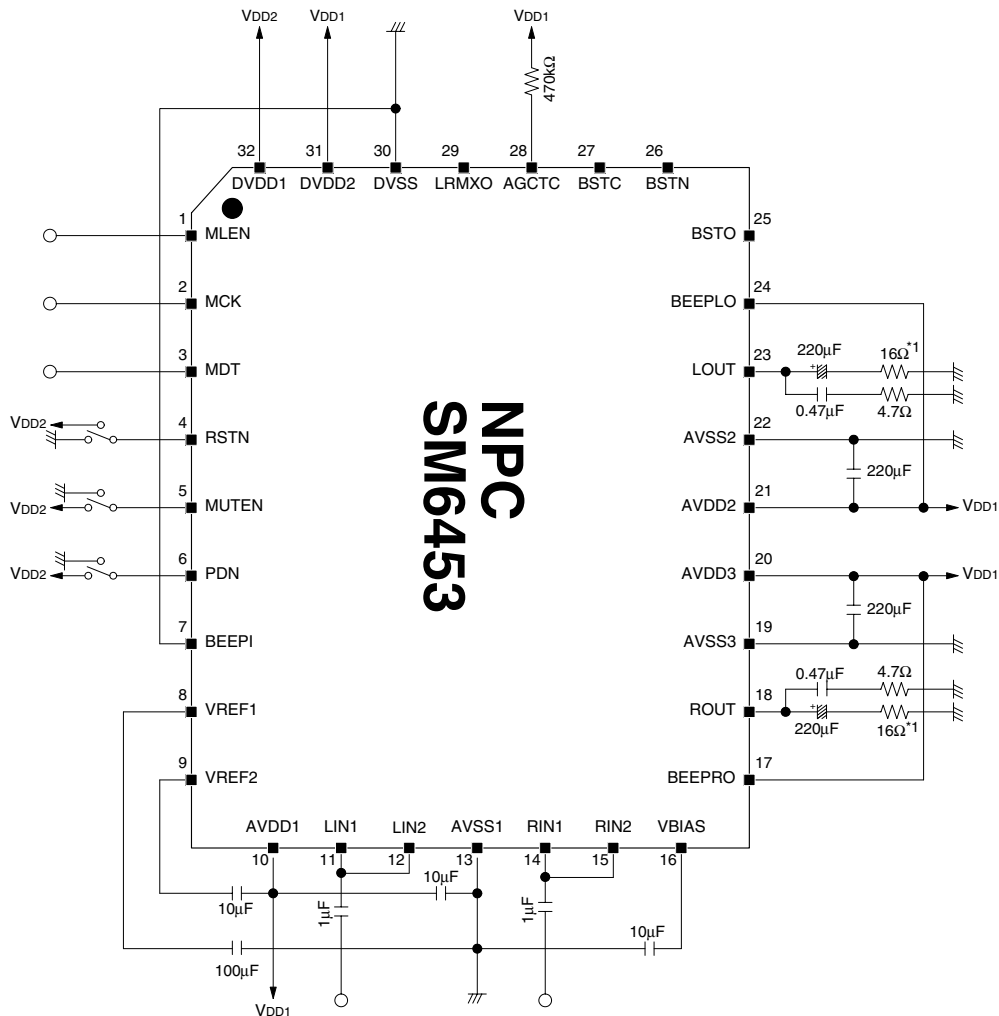 VDD2
VDD1
VDD1
470kΩ
32 31 30 29 28 27 26
DVDD1 DVDD2 DVSS LRMXO AGCTC BSTC BSTN
1
MLEN
2
MCK
3
MDT
VDD2
4
RSTN
5
VDD2
MUTEN
6
VDD2
PDN
7
BEEPI
8
VREF1
9
VREF2
NPC
SM6453
25
BSTO
24
BEEPLO
23
LOUT
220μF
16Ω*1
0.47μF
4.7Ω
22
AVSS2
220μF
21
AVDD2
VDD1
20
AVDD3
VDD1
220μF
19
AVSS3
0.47μF
4.7Ω
18
ROUT
220μF
16Ω*1
17
BEEPRO
AVDD1 LIN1 LIN2 AVSS1 RIN1 RIN2 VBIAS
10 11 12 13 14 15 16
10μF
1μF
10μF
1μF
10μF
100μF
VDD1